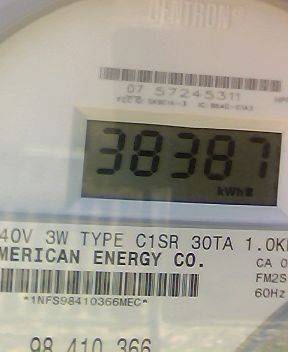 CENTRON®
07 57245311
38387
kWh
40V 3W TYPE C1SR 30TA 1.0K
MERICAN ENERGY CO.
CA 0
FM2S
*1NFS98410366MEC*
60Hz
98 410 366